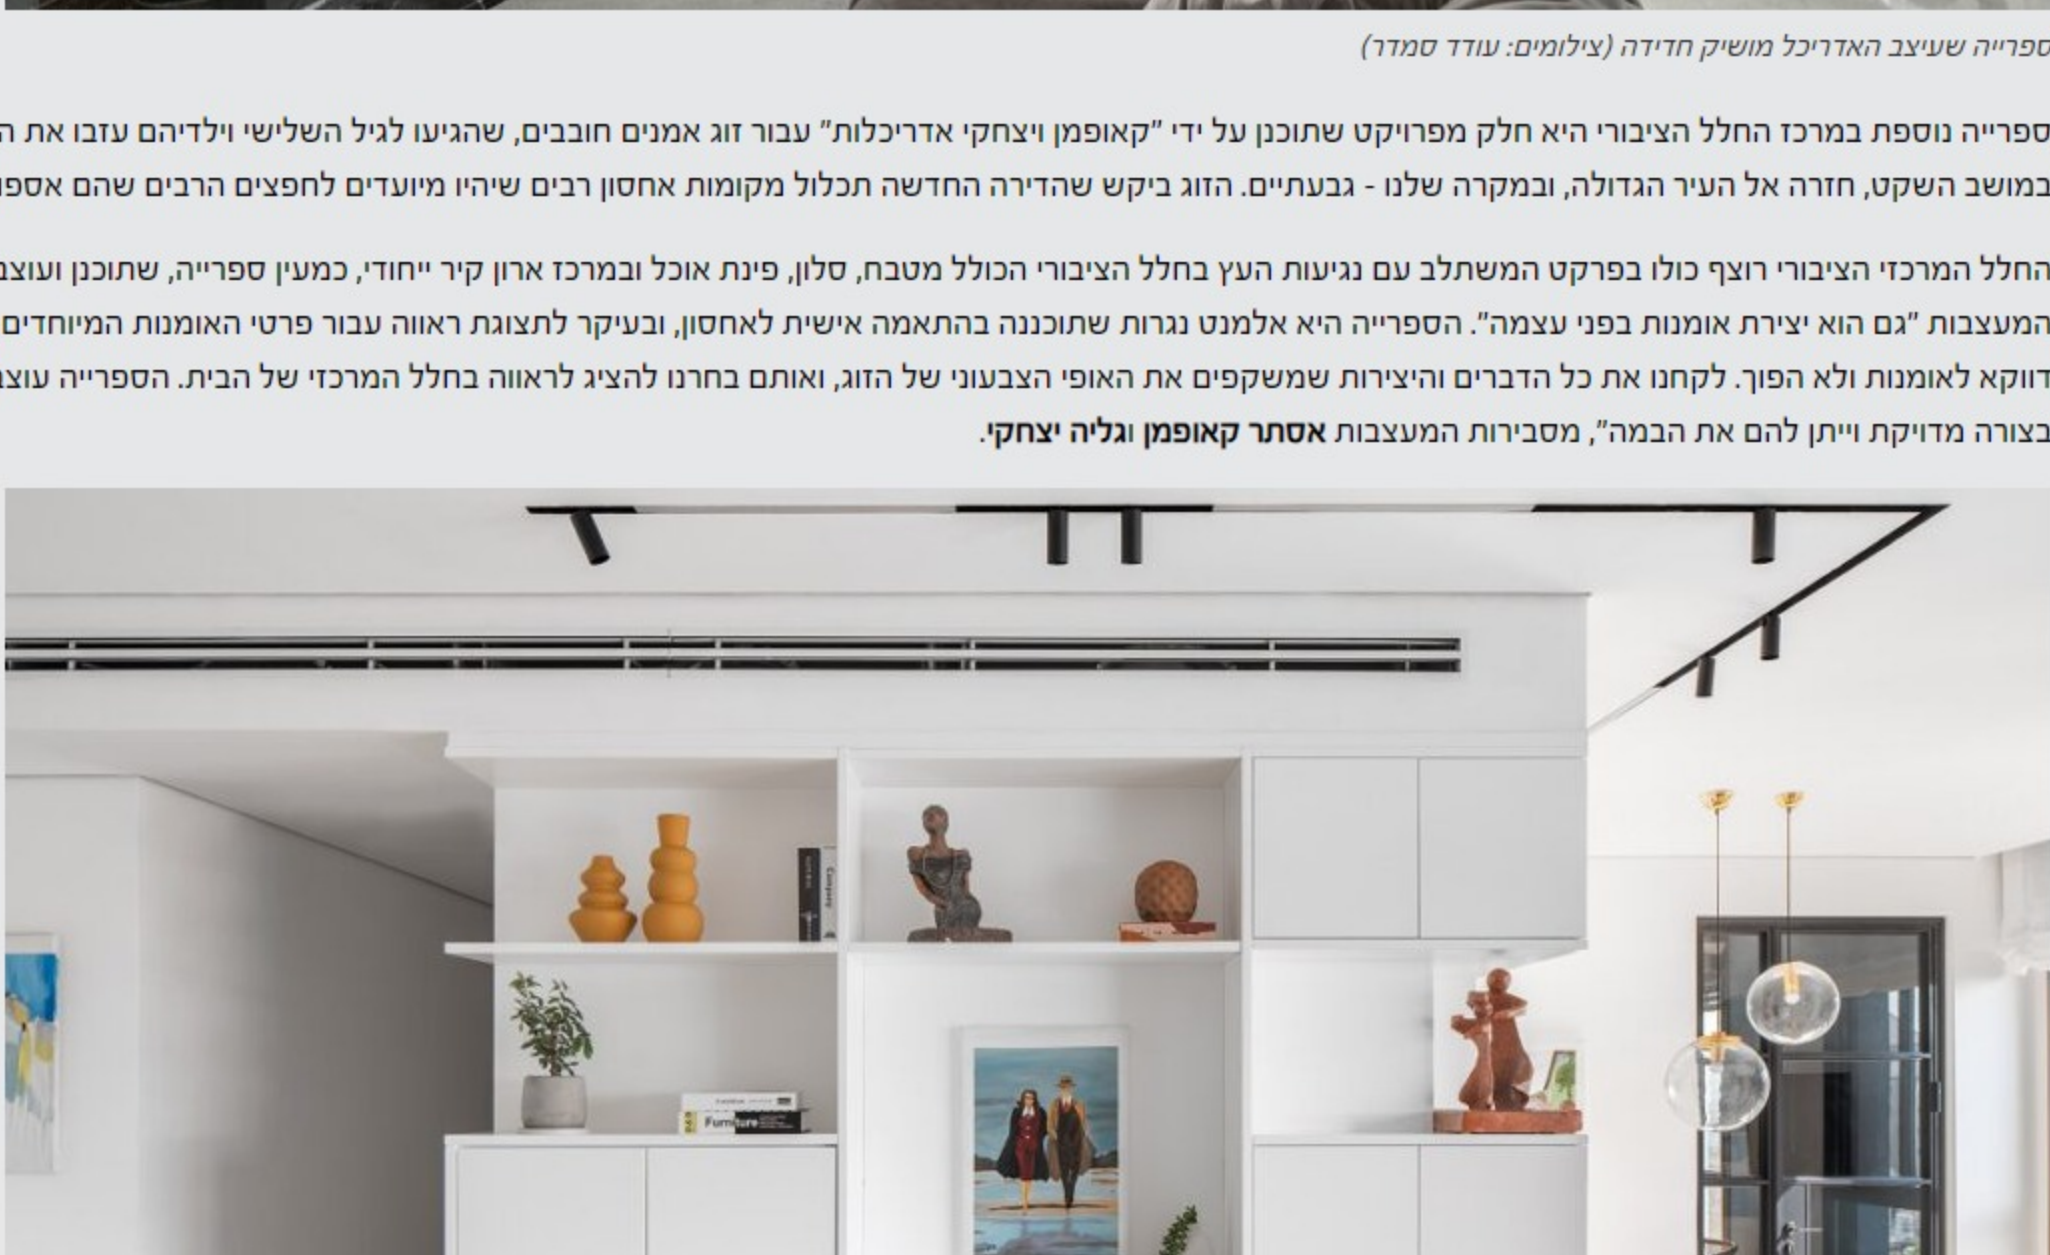 ספרייה שעיצב האדריכל מושיק חדידה (צילומים: עודד סמדר)
ספרייה נוספת במרכז החלל הציבורי היא חלק מפרויקט שתוכנן על ידי "קאופמן ויצחקי אדריכלות" עבור זוג אמנים חובבים, שהגיעו לגיל השלישי וילדיהם עזבו את ה
במושב השקט, חזרה אל העיר הגדולה, ובמקרה שלנו - גבעתיים. הזוג ביקש שהדירה החדשה תכלול מקומות אחסון רבים שיהיו מיועדים לחפצים הרבים שהם אספו
החלל המרכזי הציבורי רוצף כולו בפרקט המשתלב עם נגיעות העץ בחלל הציבורי הכולל מטבח, סלון, פינת אוכל ובמרכז ארון קיר ייחודי, כמעין ספרייה, שתוכנן ועוצב
המעצבות "גם הוא יצירת אומנות בפני עצמה". הספרייה היא אלמנט נגרות שתוכננה בהתאמה אישית לאחסון, ובעיקר לתצוגת ראווה עבור פרטי האומנות המיוחדים
דווקא לאומנות ולא הפוך. לקחנו את כל הדברים והיצירות שמשקפים את האופי הצבעוני של הזוג, ואותם בחרנו להציג לראווה בחלל המרכזי של הבית. הספרייה עוצב
בצורה מדויקת וייתן להם את הבמה", מסבירות המעצבות אסתר קאופמן וגליה יצחקי.
Furniture